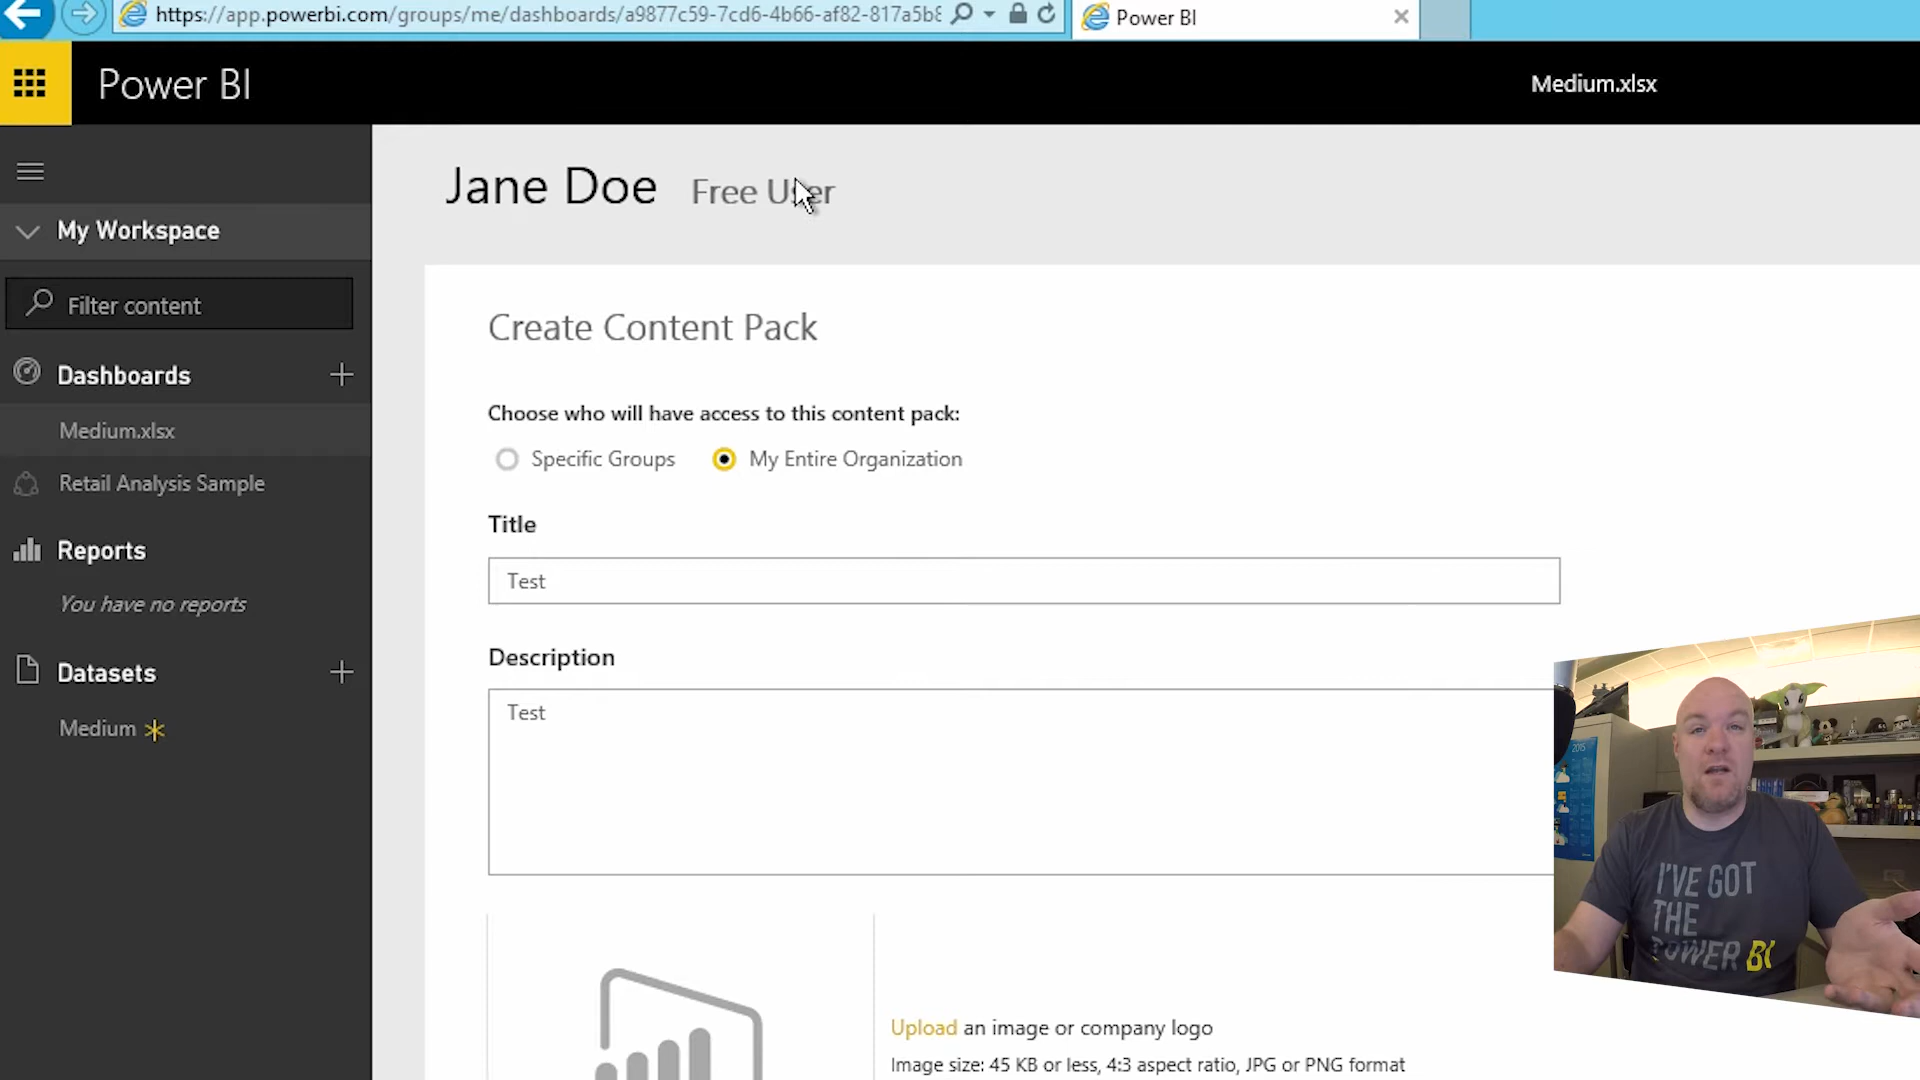 https://app.powerbi.com/groups/me/dashboards/a9877c59-7cd6-4b66-af82-817a5b8
Power BI
Power BI
Medium.xlsx
Jane Doe Free User
My Workspace
Filter content
Create Content Pack
Dashboards
Choose who will have access to this content pack:
Medium.xlsx
Specific Groups My Entire Organization
Retail Analysis Sample
Title
Reports
Test
You have no reports
Description
Datasets
Test
Medium
2015
I'VE GOT
THE
POWER BI
Upload an image or company logo
Image size: 45 KB or less, 4:3 aspect ratio, JPG or PNG format